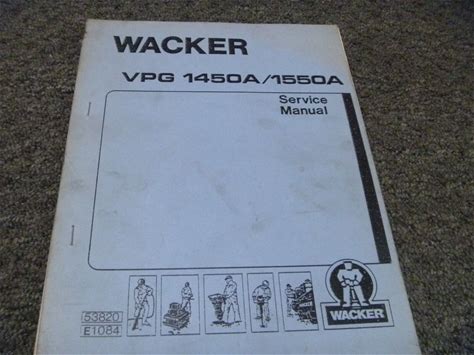 WACKER
VPG 1450A/1550A
Service
Manual
53820
E1084
WACKER